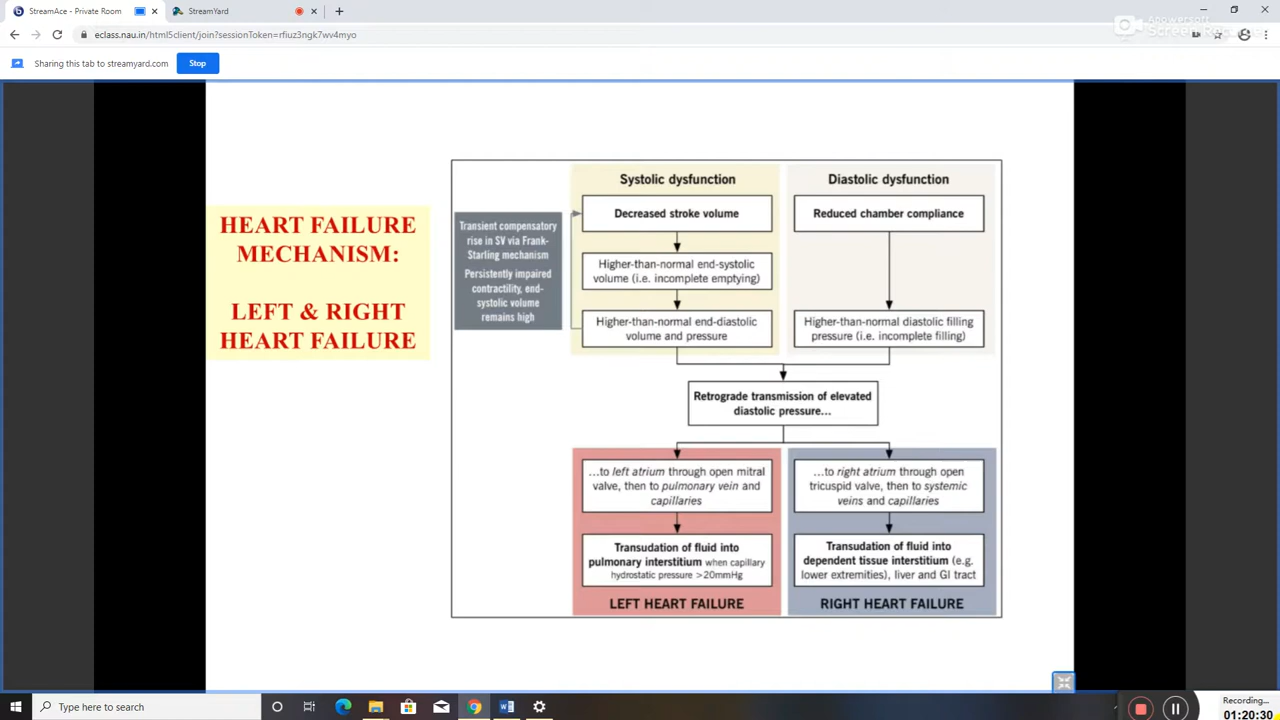 StreamAce - Private Room
StreamYard
eclass.nau.in/html5client/join?sessionToken=rfiuz3ngk7wv4myo
Sharing this tab to streamyard.com
Stop
HEART FAILURE
MECHANISM:
LEFT & RIGHT
HEART FAILURE
Transient compensatory
rise in SV via Frank-
Starling mechanism
Persistently impaired
contractility, end-
systolic volume
remains high
Systolic dysfunction
Decreased stroke volume
Higher-than-normal end-systolic
volume (i.e. incomplete emptying)
Higher-than-normal end-diastolic
volume and pressure
Diastolic dysfunction
Reduced chamber compliance
Higher-than-normal diastolic filling
pressure (i.e. incomplete filling)
Retrograde transmission of elevated
diastolic pressure...
...to left atrium through open mitral
valve, then to pulmonary vein and
capillaries
Transudation of fluid into
pulmonary interstitium when capillary
hydrostatic pressure >20mmHg
LEFT HEART FAILURE
...to right atrium through open
tricuspid valve, then to systemic
veins and capillaries
Transudation of fluid into
dependent tissue interstitium (e.g.
lower extremities), liver and GI tract
RIGHT HEART FAILURE
Type here to search
Recording...
01:20:30